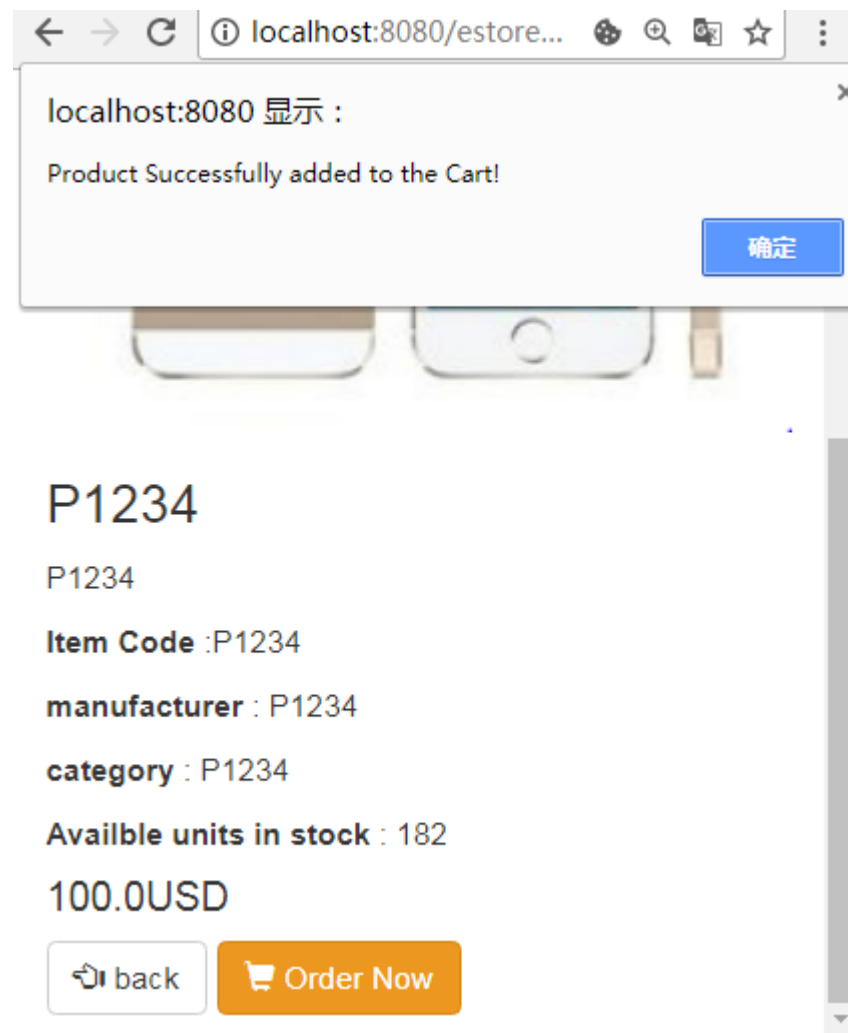 localhost:8080/estore...
localhost:8080 显示：
Product Successfully added to the Cart!
确定
P1234
P1234
Item Code :P1234
manufacturer : P1234
category : P1234
Availble units in stock : 182
100.0USD
back
Order Now